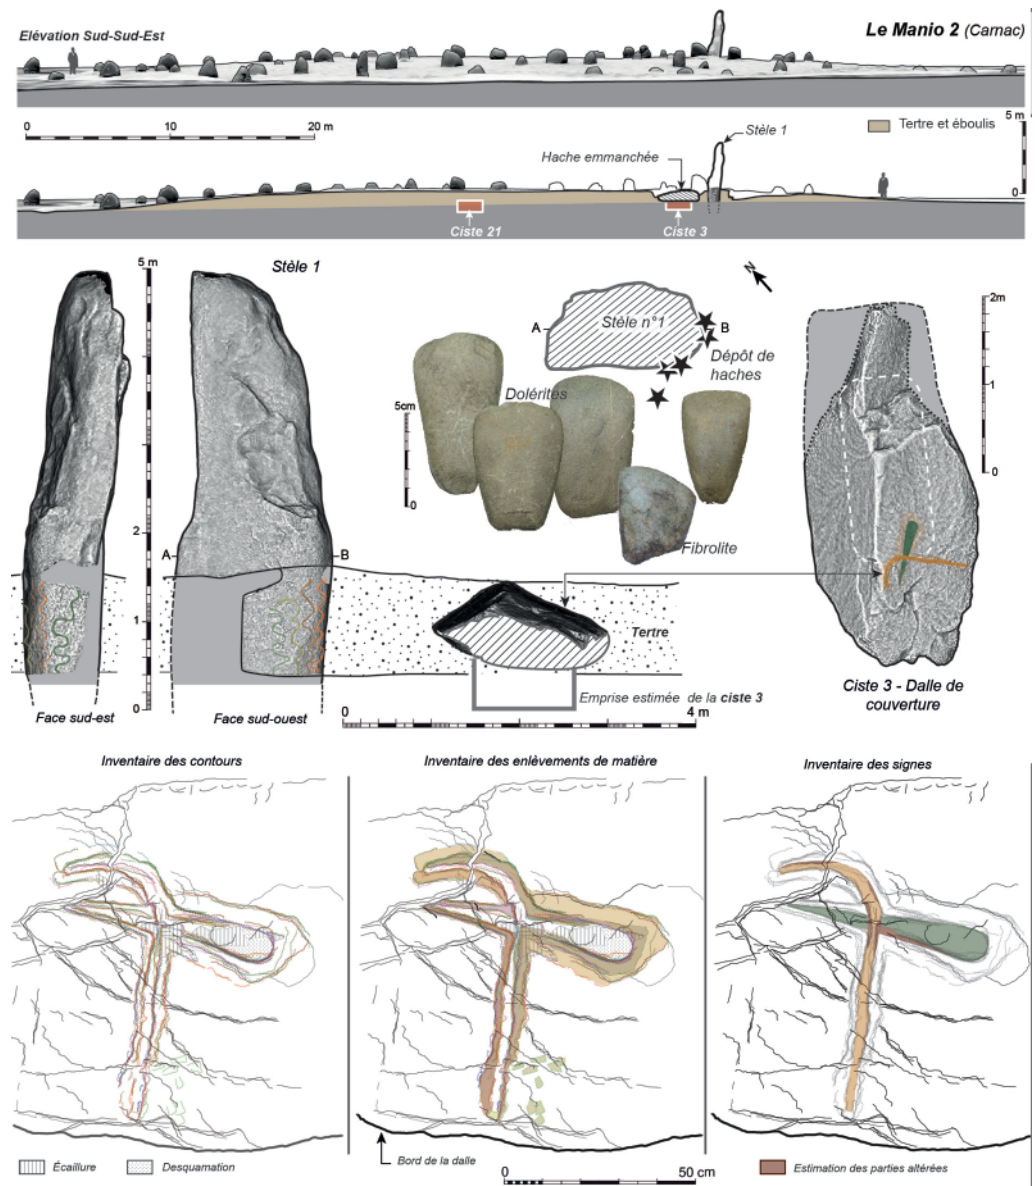 Elévation Sud-Sud-Est
Le Manio 2 (Carnac)
0 10 20 m
5 m
0
Tertre et éboulis
Stèle 1
Hache emmanchée
Ciste 21
Ciste 3
5 m
2
1
0
Stèle 1
A
B
Face sud-est
Face sud-ouest
N
A
Stèle n°1
B
Dépôt de
haches
Dolérites
5cm
0
Fibrolite
2m
1
0
Tertre
Emprise estimée de la ciste 3
0 4 m
Ciste 3 - Dalle de
couverture
Inventaire des contours
Inventaire des enlèvements de matière
Inventaire des signes
Écaillure
Desquamation
Bord de la dalle
0 50 cm
Estimation des parties altérées